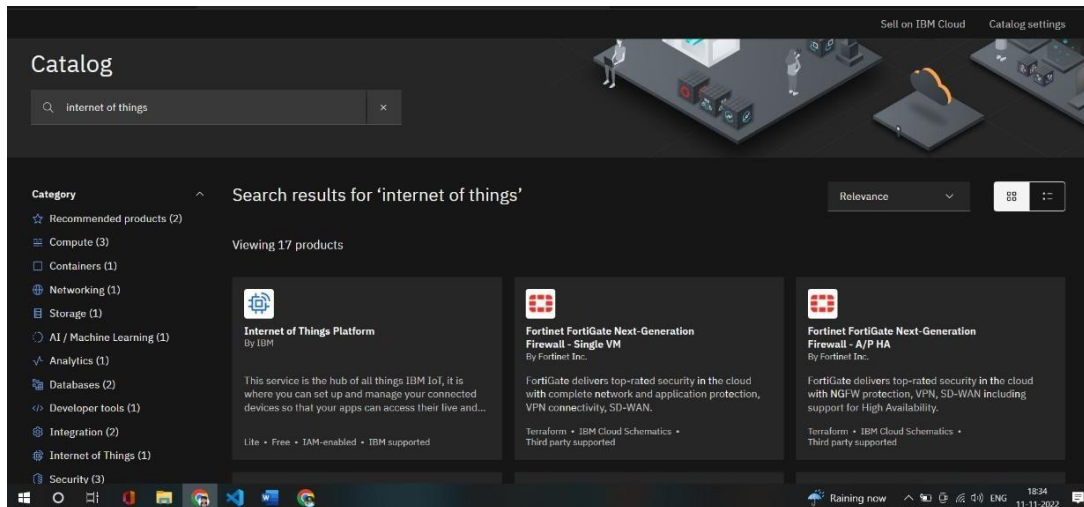 Sell on IBM Cloud
Catalog settings
Catalog
internet of things
Category
Recommended products (2)
Compute (3)
Containers (1)
Networking (1)
Storage (1)
AI / Machine Learning (1)
Analytics (1)
Databases (2)
Developer tools (1)
Integration (2)
Internet of Things (1)
Security (3)
Search results for ‘internet of things’
Relevance
Viewing 17 products
Internet of Things Platform
By IBM
This service is the hub of all things IBM IoT, it is
where you can set up and manage your connected
devices so that your apps can access their live and...
Lite • Free • IAM-enabled • IBM supported
Fortinet FortiGate Next-Generation
Firewall - Single VM
By Fortinet Inc.
FortiGate delivers top-rated security in the cloud
with complete network and application protection,
VPN connectivity, SD-WAN.
Terraform • IBM Cloud Schematics •
Third party supported
Fortinet FortiGate Next-Generation
Firewall - A/P HA
By Fortinet Inc.
FortiGate delivers top-rated security in the cloud
with NGFW protection, VPN, SD-WAN including
support for High Availability.
Terraform • IBM Cloud Schematics •
Third party supported
Raining now
ENG
18:34
11-11-2022